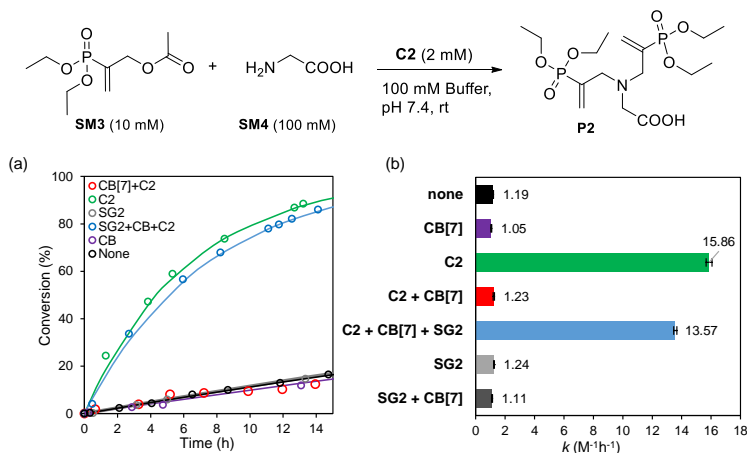 O
P
O
O
O
O
SM3 (10 mM)
+
H₂N
COOH
SM4 (100 mM)
C2 (2 mM)
100 mM Buffer,
pH 7.4, rt
O
O
P
O
N
O
P
O
O
COOH
P2
(a)
CB[7]+C2
C2
SG2
SG2+CB+C2
CB
None
Conversion (%)
100
80
60
40
20
0
0 2 4 6 8 10 12 14
Time (h)
(b)
none 1.19
CB[7] 1.05
C2 15.86
C2 + CB[7] 1.23
C2 + CB[7] + SG2 13.57
SG2 1.24
SG2 + CB[7] 1.11
0 2 4 6 8 10 12 14 16 18
k (M⁻¹h⁻¹)